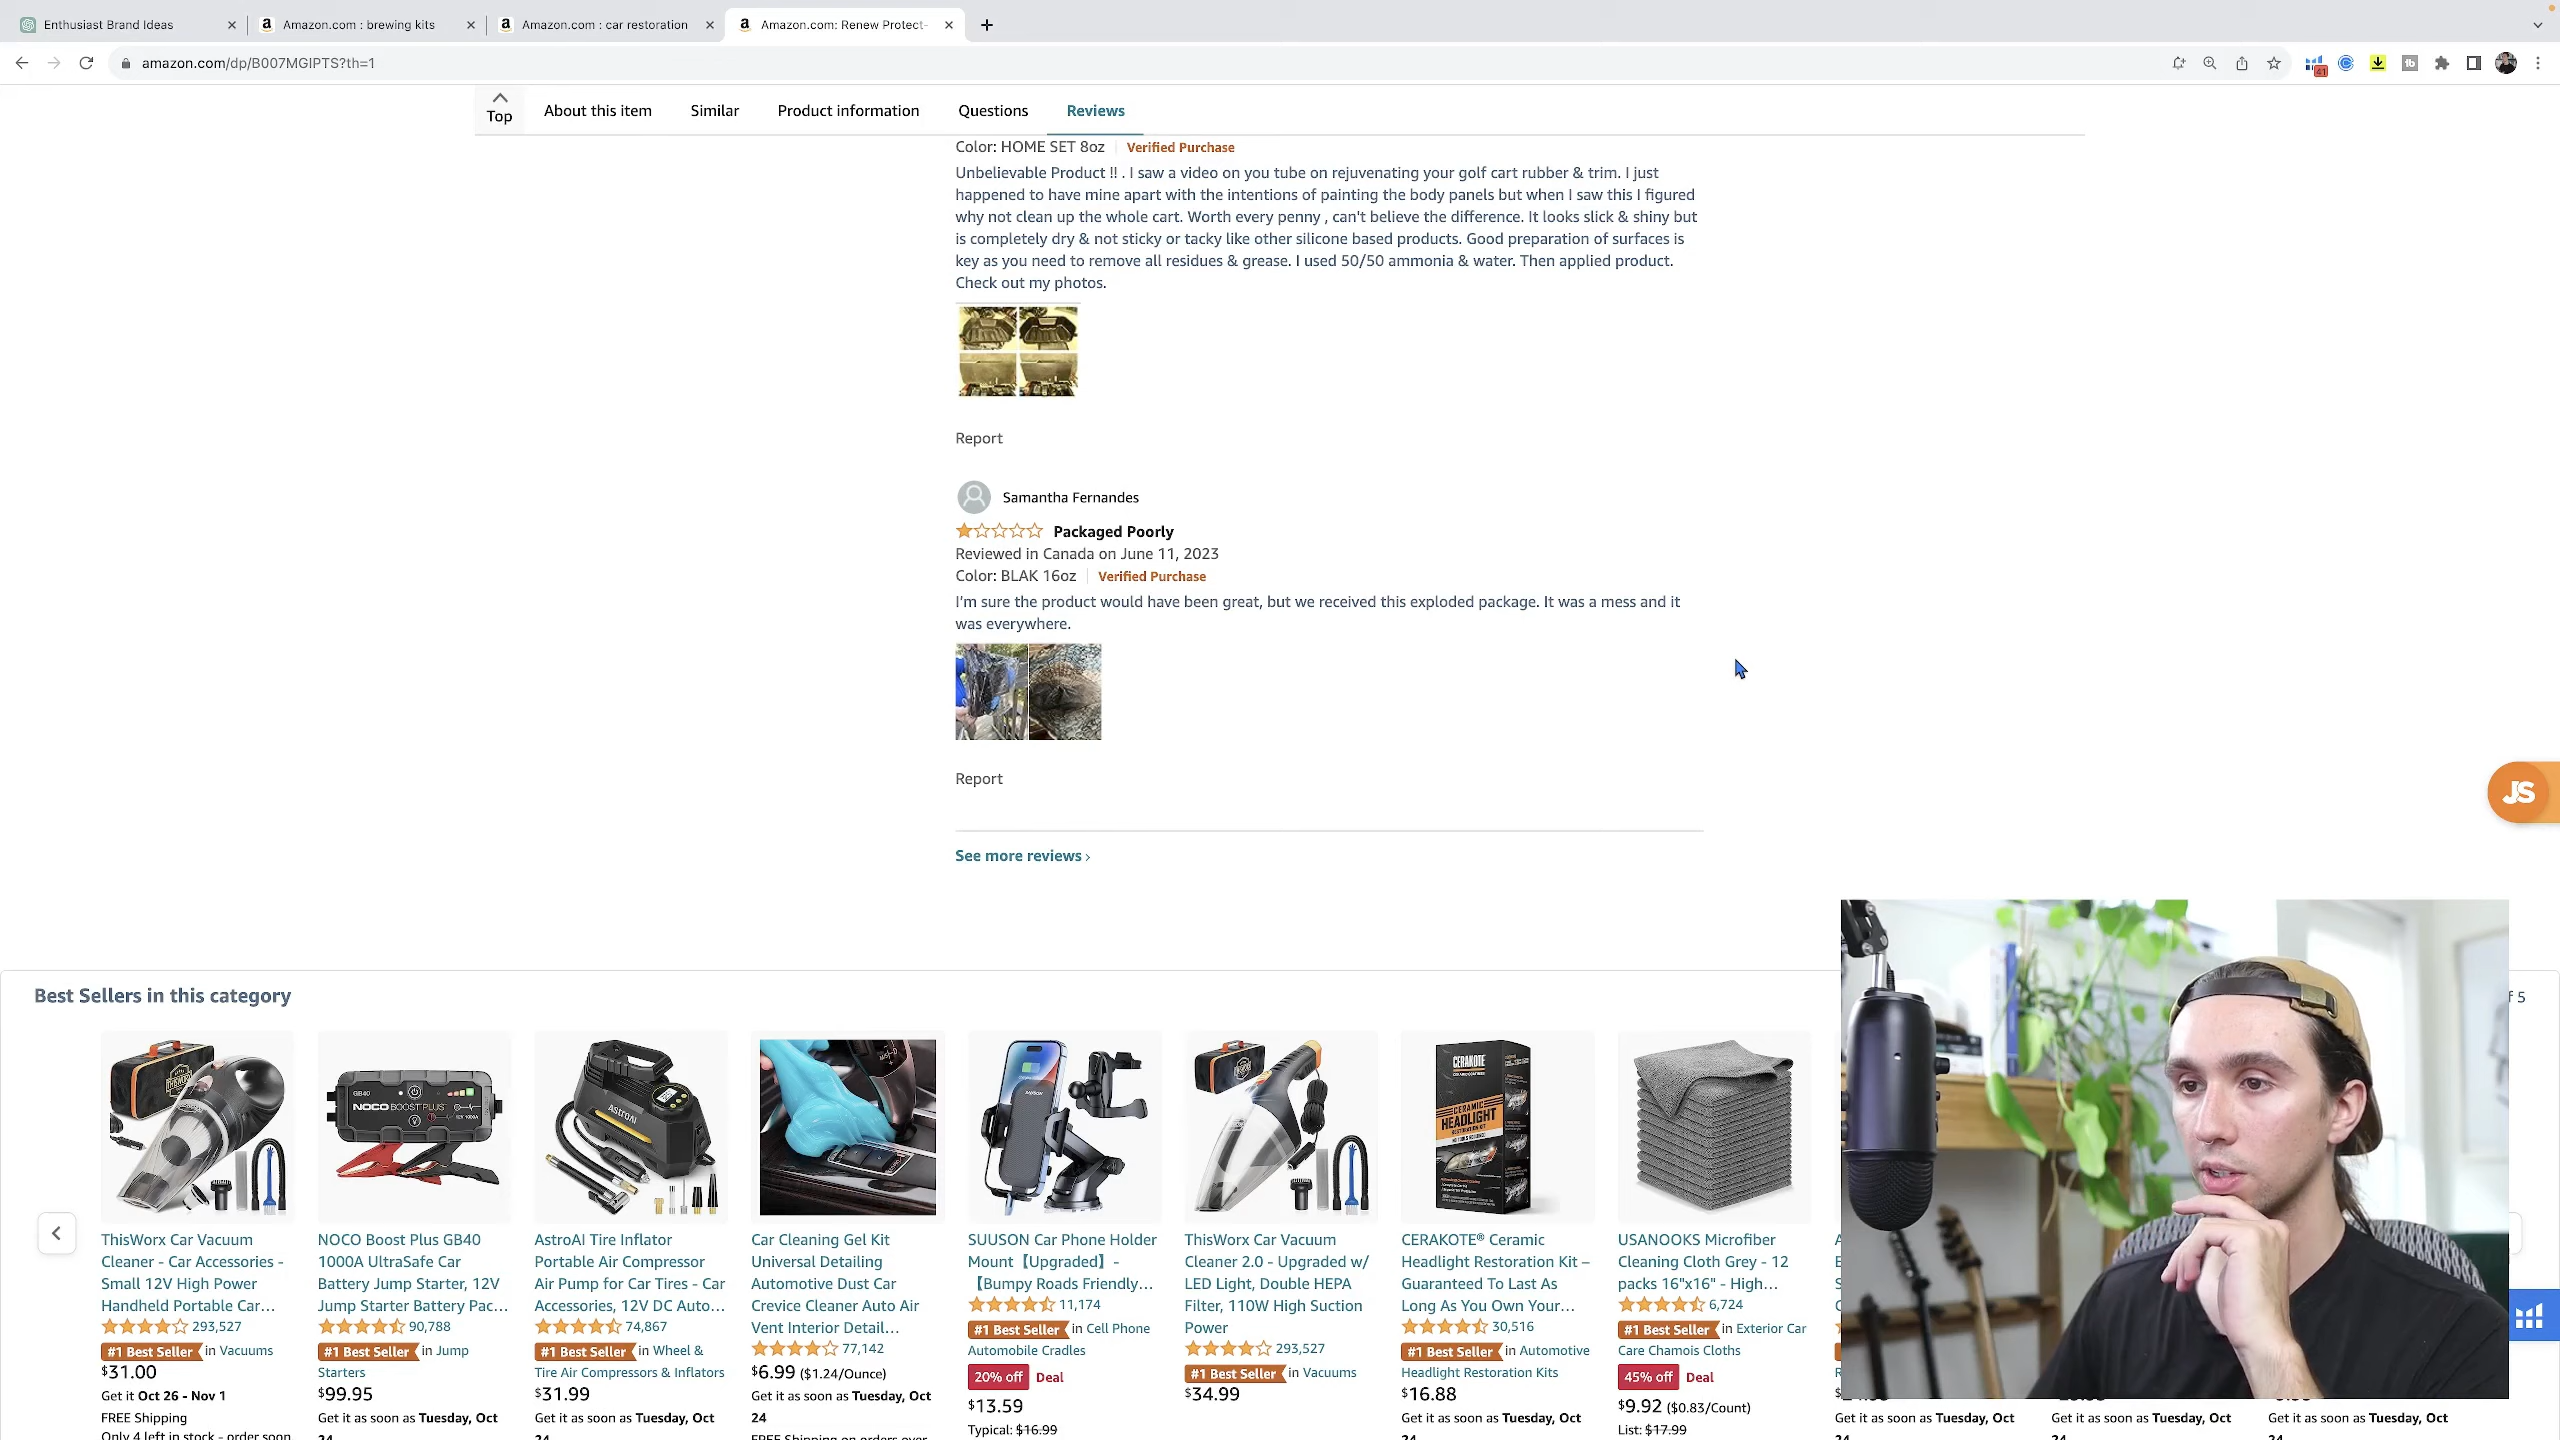 Enthusiast Brand Ideas
Amazon.com : brewing kits
Amazon.com : car restoration
Amazon.com: Renew Protect-
amazon.com/dp/B007MGIPTS?th=1
41
Top
About this item
Similar
Product information
Questions
Reviews
Color: HOME SET 8oz
Verified Purchase
Unbelievable Product !! . I saw a video on you tube on rejuvenating your golf cart rubber & trim. I just
happened to have mine apart with the intentions of painting the body panels but when I saw this I figured
why not clean up the whole cart. Worth every penny , can't believe the difference. It looks slick & shiny but
is completely dry & not sticky or tacky like other silicone based products. Good preparation of surfaces is
key as you need to remove all residues & grease. I used 50/50 ammonia & water. Then applied product.
Check out my photos.
Report
Samantha Fernandes
Packaged Poorly
Reviewed in Canada on June 11, 2023
Color: BLAK 16oz
Verified Purchase
I'm sure the product would have been great, but we received this exploded package. It was a mess and it
was everywhere.
Report
JS
See more reviews ›
Best Sellers in this category
f 5
ThisWorx Car Vacuum
Cleaner - Car Accessories -
Small 12V High Power
Handheld Portable Car...
293,527
#1 Best Seller in Vacuums
$31.00
Get it Oct 26 - Nov 1
FREE Shipping
Only 4 left in stock - order soon
GB40
NOCO BOOST PLUS
NOCO Boost Plus GB40
1000A UltraSafe Car
Battery Jump Starter, 12V
Jump Starter Battery Pac...
90,788
#1 Best Seller in Jump
Starters
$99.95
Get it as soon as Tuesday, Oct
24
AstroAI
AstroAI Tire Inflator
Portable Air Compressor
Air Pump for Car Tires - Car
Accessories, 12V DC Auto...
74,867
#1 Best Seller in Wheel &
Tire Air Compressors & Inflators
$31.99
Get it as soon as Tuesday, Oct
24
Car Cleaning Gel Kit
Universal Detailing
Automotive Dust Car
Crevice Cleaner Auto Air
Vent Interior Detail...
77,142
$6.99 ($1.24/Ounce)
Get it as soon as Tuesday, Oct
24
FREE Shipping on orders over
SUUSON Car Phone Holder
Mount【Upgraded】-
【Bumpy Roads Friendly...
11,174
#1 Best Seller in Cell Phone
Automobile Cradles
20% off Deal
$13.59
Typical: $16.99
ThisWorx Car Vacuum
Cleaner 2.0 - Upgraded w/
LED Light, Double HEPA
Filter, 110W High Suction
Power
293,527
#1 Best Seller in Vacuums
$34.99
CERAKOTE
CERAMIC
HEADLIGHT
CERAKOTE® Ceramic
Headlight Restoration Kit –
Guaranteed To Last As
Long As You Own Your...
30,516
#1 Best Seller in Automotive
Headlight Restoration Kits
$16.88
Get it as soon as Tuesday, Oct
24
USANOOKS Microfiber
Cleaning Cloth Grey - 12
packs 16"x16" - High...
6,724
#1 Best Seller in Exterior Car
Care Chamois Cloths
45% off Deal
$9.92 ($0.83/Count)
List: $17.99
Get it as soon as Tuesday, Oct
24
Get it as soon as Tuesday, Oct
24
Get it as soon as Tuesday, Oct
24